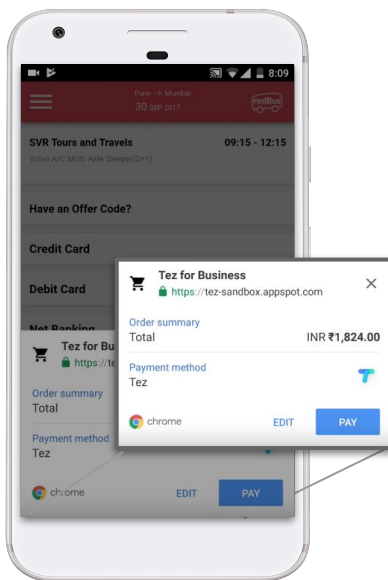 8:09
Pune -> Mumbai
30 SEP 2017
redBus
SVR Tours and Travels 09:15 - 12:15
Volvo A/C Multi Axle Sleeper(2+1)
Have an Offer Code?
Credit Card
Debit Card
Net Banking
Tez for Bu
https://te
Order summary
Total
Payment method
Tez
EDIT PAY
Tez for Business
https://tez-sandbox.appspot.com
Order summary
Total INR ₹1,824.00
Payment method
Tez
chrome EDIT PAY